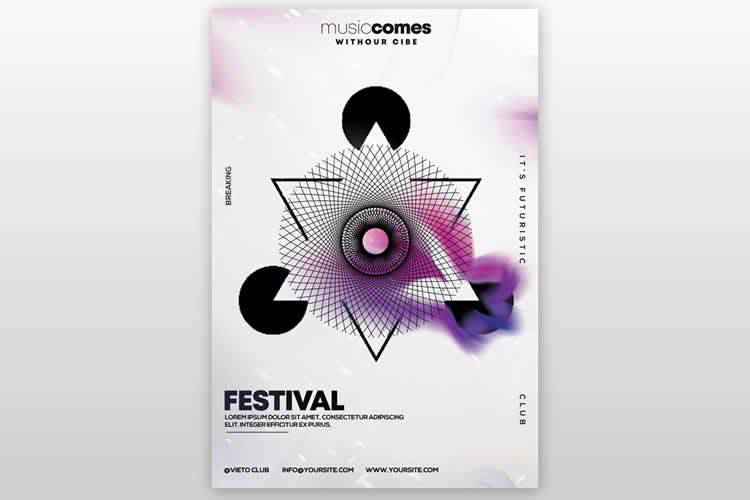 musiccomes
WITHOUR CIBE
BREAKING
IT'S FUTURISTIC
CLUB
FESTIVAL
LOREM IPSUM DOLOR SIT AMET, CONSECTETUR ADIPISCING
ELIT. INTEGER EFFICITUR EX PURUS.
@VIETO CLUB INFO@YOURSITE.COM WWW.YOURSITE.COM